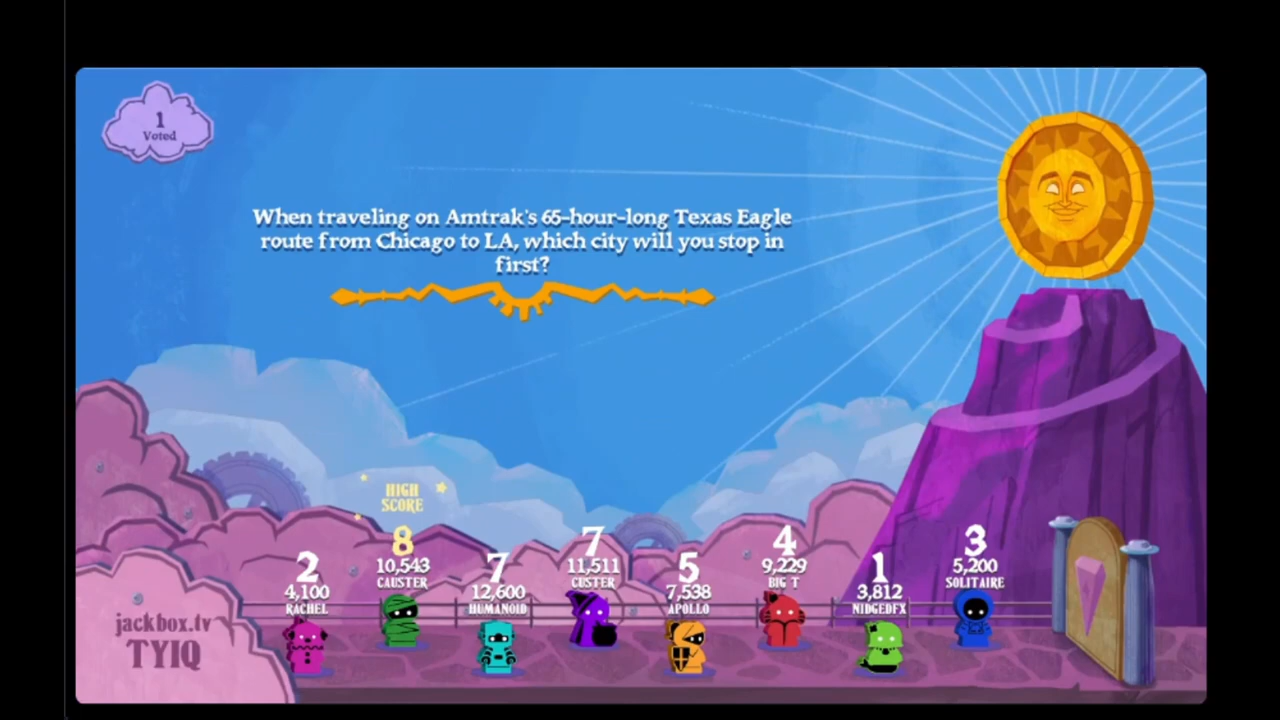 1
Voted
When traveling on Amtrak's 65-hour-long Texas Eagle
route from Chicago to LA, which city will you stop in
first?
HIGH
SCORE
2
4,100
RACHEL
8
10,543
CAUSTER
7
12,600
HUMANOID
7
11,511
CUSTER
5
7,538
APOLLO
4
9,229
BIG T
1
3,812
NIDGEDFX
3
5,200
SOLITAIRE
jackbox.tv
TYIQ